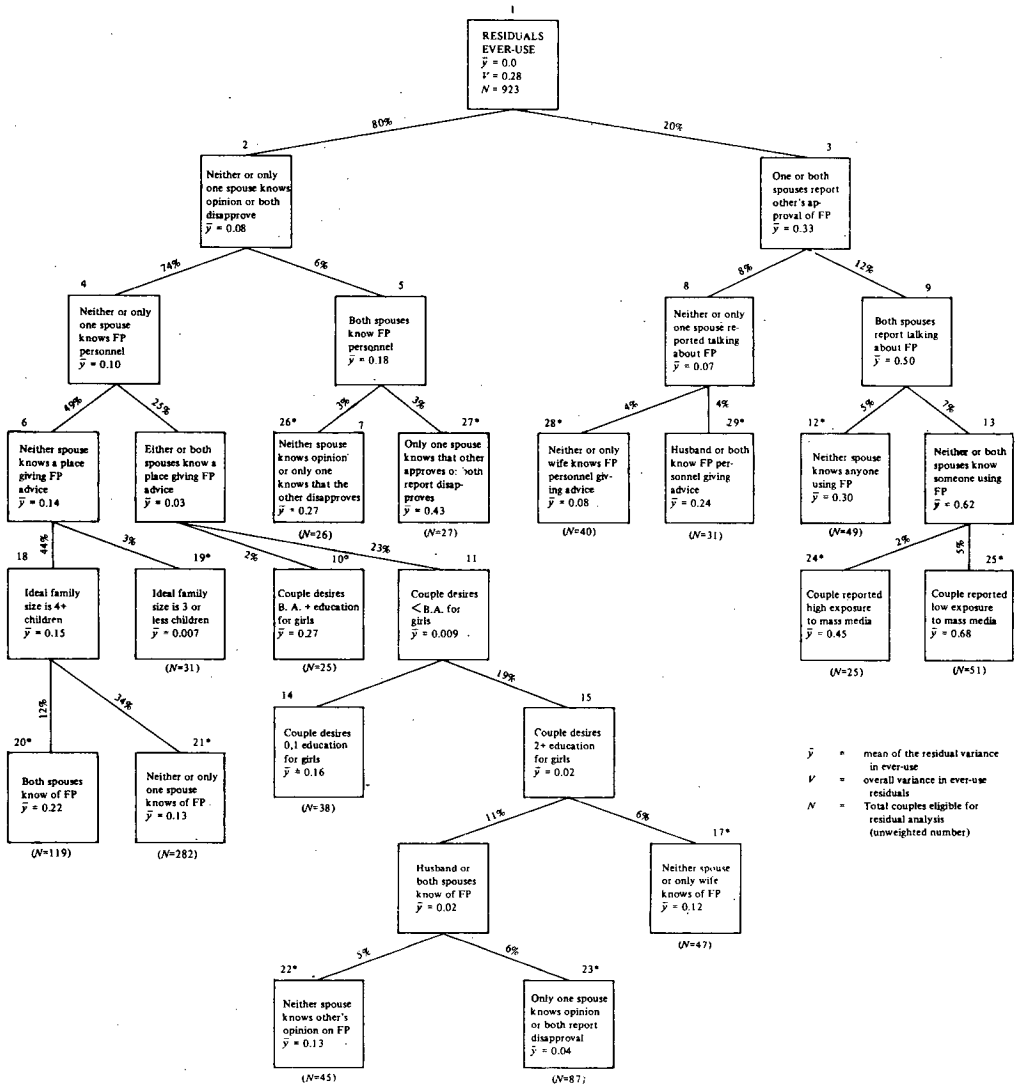 1
RESIDUALS
EVER-USE
ȳ = 0.0
V = 0.28
N = 923
80%
20%
2
Neither or only
one spouse knows
opinion or both
disapprove
ȳ = 0.08
3
One or both
spouses report
other's ap-
proval of FP
ȳ = 0.33
74%
6%
8%
12%
4
Neither or only
one spouse
knows FP
personnel
ȳ = 0.10
5
Both spouses
know FP
personnel
ȳ = 0.18
8
Neither or only
one spouse re-
ported talking
about FP
ȳ = 0.07
9
Both spouses
report talking
about FP
ȳ = 0.50
49%
25%
3%
3%
4%
4%
5%
7%
6
Neither spouse
knows a place
giving FP
advice
ȳ = 0.14
7
Either or both
spouses know a
place giving FP
advice
ȳ = 0.03
26*
Neither spouse
knows opinion
or only one
knows that the
other disapproves
ȳ = 0.27
(N=26)
27*
Only one spouse
knows that other
approves or both
report disap-
proves
ȳ = 0.43
(N=27)
28*
Neither or only
wife knows FP
personnel giv-
ing advice
ȳ = 0.08
(N=40)
29*
Husband or both
know FP per-
sonnel giving
advice
ȳ = 0.24
(N=31)
12*
Neither spouse
knows anyone
using FP
ȳ = 0.30
(N=49)
13
Neither or both
spouses know
someone using
FP
ȳ = 0.62
44%
3%
2%
23%
2%
5%
18
Ideal family
size is 4+
children
ȳ = 0.15
19*
Ideal family
size is 3 or
less children
ȳ = 0.007
(N=31)
10*
Couple desires
B. A. + education
for girls
ȳ = 0.27
(N=25)
11
Couple desires
< B.A. for
girls
ȳ = 0.009
24*
Couple reported
high exposure
to mass media
ȳ = 0.45
(N=25)
25*
Couple reported
low exposure
to mass media
ȳ = 0.68
(N=51)
12%
34%
19%
20*
Both spouses
know of FP
ȳ = 0.22
(N=119)
21*
Neither or only
one spouse
knows of FP
ȳ = 0.13
(N=282)
14
Couple desires
0,1 education
for girls
ȳ = 0.16
(N=38)
15
Couple desires
2+ education
for girls
ȳ = 0.02
ȳ = mean of the residual variance
in ever-use
V = overall variance in ever-use
residuals
N = Total couples eligible for
residual analysis
(unweighted number)
11%
6%
Husband or
both spouses
know of FP
ȳ = 0.02
17*
Neither spouse
or only wife
knows of FP
ȳ = 0.12
(N=47)
5%
6%
22*
Neither spouse
knows other's
opinion on FP
ȳ = 0.13
(N=45)
23*
Only one spouse
knows opinion
or both report
disapproval
ȳ = 0.04
(N=87)